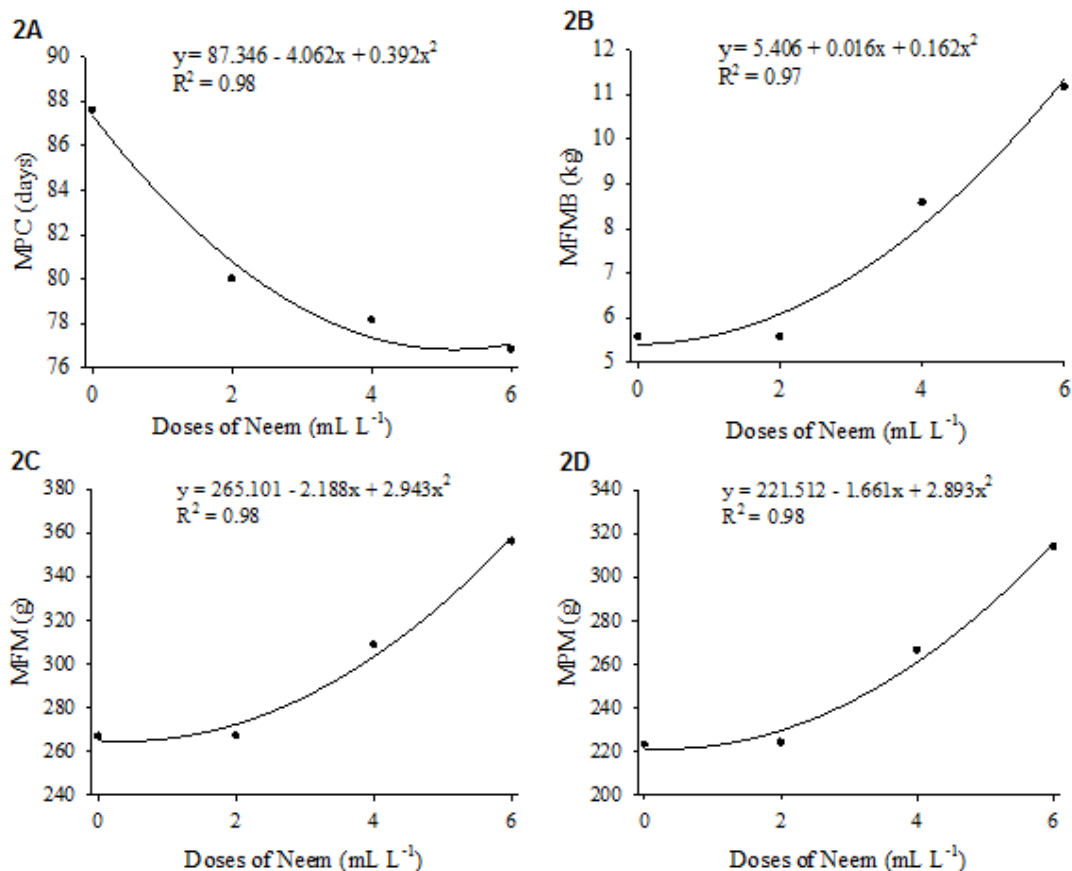 2A
y= 87.346 - 4.062x + 0.392x²
R² = 0.98
90
88
86
84
82
80
78
76
MPC (days)
0 2 4 6
Doses of Neem (mL L⁻¹)
2B
y = 5.406 + 0.016x + 0.162x²
R² = 0.97
12
11
10
9
8
7
6
5
MFMB (kg)
0 2 4 6
Doses of Neem (mL L⁻¹)
2C
y = 265.101 - 2.188x + 2.943x²
R² = 0.98
380
360
340
320
300
280
260
240
MFM (g)
0 2 4 6
Doses of Neem (mL L⁻¹)
2D
y = 221.512 - 1.661x + 2.893x²
R² = 0.98
340
320
300
280
260
240
220
200
MPM (g)
0 2 4 6
Doses of Neem (mL L⁻¹)